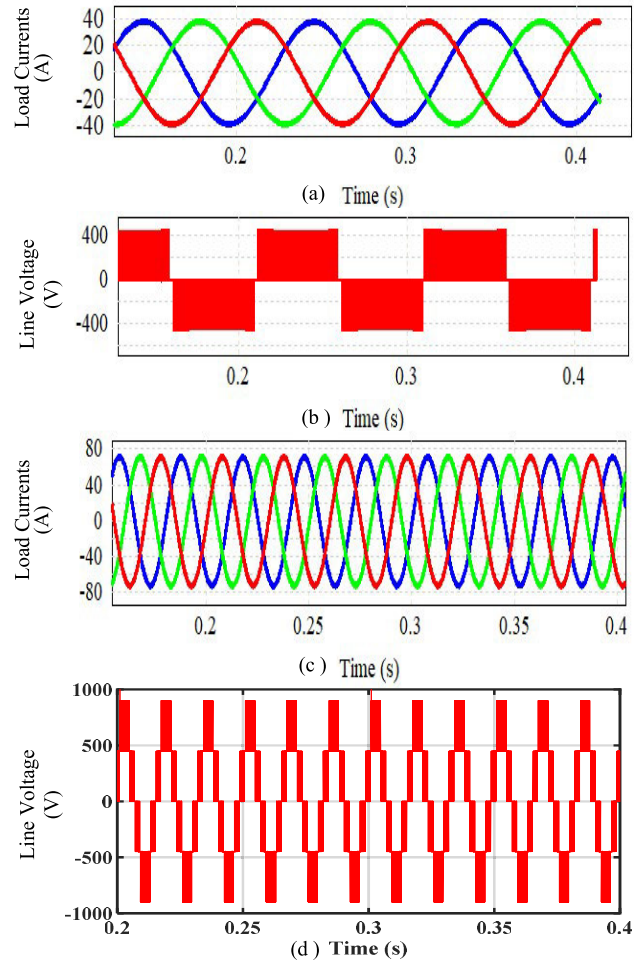 Load Currents
(A)
40
20
0
-20
-40
0.2
0.3
0.4
(a) Time (s)
Line Voltage
(V)
400
0
-400
0.2
0.3
0.4
(b ) Time (s)
Load Currents
(A)
80
40
0
-40
-80
0.2
0.25
0.3
0.35
0.4
(c ) Time (s)
Line Voltage
(V)
1000
500
0
-500
-1000
0.2
0.25
0.3
0.35
0.4
(d ) Time (s)